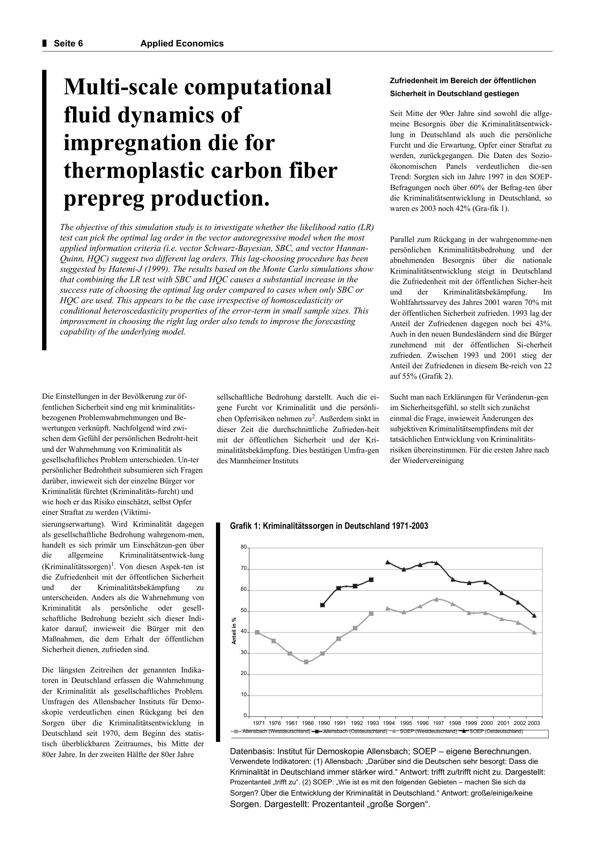 Seite 6 Applied Economics
Multi-scale computational
fluid dynamics of
impregnation die for
thermoplastic carbon fiber
prepreg production.
The objective of this simulation study is to investigate whether the likelihood ratio (LR)
test can pick the optimal lag order in the vector autoregressive model when the most
applied information criteria (i.e. vector Schwarz-Bayesian, SBC, and vector Hannan-
Quinn, HQC) suggest two different lag orders. This lag-choosing procedure has been
suggested by Hatemi-J (1999). The results based on the Monte Carlo simulations show
that combining the LR test with SBC and HQC causes a substantial increase in the
success rate of choosing the optimal lag order compared to cases when only SBC or
HQC are used. This appears to be the case irrespective of homoscedasticity or
conditional heteroscedasticity properties of the error-term in small sample sizes. This
improvement in choosing the right lag order also tends to improve the forecasting
capability of the underlying model.
Zufriedenheit im Bereich der öffentlichen
Sicherheit in Deutschland gestiegen
Seit Mitte der 90er Jahre sind sowohl die allge-
meine Besorgnis über die Kriminalitätsentwick-
lung in Deutschland als auch die persönliche
Furcht und die Erwartung, Opfer einer Straftat zu
werden, zurückgegangen. Die Daten des Sozio-
ökonomischen Panels verdeutlichen die-sen
Trend: Sorgten sich im Jahre 1997 in den SOEP-
Befragungen noch über 60% der Befrag-ten über
die Kriminalitätsentwicklung in Deutschland, so
waren es 2003 noch 42% (Gra-fik 1).
Parallel zum Rückgang in der wahrgenomme-nen
persönlichen Kriminalitätsbedrohung und der
abnehmenden Besorgnis über die nationale
Kriminalitätsentwicklung steigt in Deutschland
die Zufriedenheit mit der öffentlichen Sicher-heit
und der Kriminalitätsbekämpfung. Im
Wohlfahrtssurvey des Jahres 2001 waren 70% mit
der öffentlichen Sicherheit zufrieden. 1993 lag der
Anteil der Zufriedenen dagegen noch bei 43%.
Auch in den neuen Bundesländern sind die Bürger
zunehmend mit der öffentlichen Si-cherheit
zufrieden. Zwischen 1993 und 2001 stieg der
Anteil der Zufriedenen in diesem Be-reich von 22
auf 55% (Grafik 2).
Die Einstellungen in der Bevölkerung zur öf-
fentlichen Sicherheit sind eng mit kriminalitäts-
bezogenen Problemwahrnehmungen und Be-
wertungen verknüpft. Nachfolgend wird zwi-
schen dem Gefühl der persönlichen Bedroht-heit
und der Wahrnehmung von Kriminalität als
gesellschaftliches Problem unterschieden. Un-ter
persönlicher Bedrohtheit subsumieren sich Fragen
darüber, inwieweit sich der einzelne Bürger vor
Kriminalität fürchtet (Kriminalitäts-furcht) und
wie hoch er das Risiko einschätzt, selbst Opfer
einer Straftat zu werden (Viktimi-
sierungserwartung). Wird Kriminalität dagegen
als gesellschaftliche Bedrohung wahrgenom-men,
handelt es sich primär um Einschätzun-gen über
die allgemeine Kriminalitätsentwick-lung
(Kriminalitätssorgen)1. Von diesen Aspek-ten ist
die Zufriedenheit mit der öffentlichen Sicherheit
und der Kriminalitätsbekämpfung zu
unterscheiden. Anders als die Wahrnehmung von
Kriminalität als persönliche oder gesell-
schaftliche Bedrohung bezieht sich dieser Indi-
kator darauf, inwieweit die Bürger mit den
Maßnahmen, die dem Erhalt der öffentlichen
Sicherheit dienen, zufrieden sind.
Die längsten Zeitreihen der genannten Indika-
toren in Deutschland erfassen die Wahrnehmung
der Kriminalität als gesellschaftliches Problem.
Umfragen des Allensbacher Instituts für Demo-
skopie verdeutlichen einen Rückgang bei den
Sorgen über die Kriminalitätsentwicklung in
Deutschland seit 1970, dem Beginn des statis-
tisch überblickbaren Zeitraumes, bis Mitte der
80er Jahre. In der zweiten Hälfte der 80er Jahre
sellschaftliche Bedrohung darstellt. Auch die ei-
gene Furcht vor Kriminalität und die persönli-
chen Opferrisiken nehmen zu2. Außerdem sinkt in
dieser Zeit die durchschnittliche Zufrieden-heit
mit der öffentlichen Sicherheit und der Kri-
minalitätsbekämpfung. Dies bestätigen Umfra-gen
des Mannheimer Instituts
Sucht man nach Erklärungen für Veränderun-gen
im Sicherheitsgefühl, so stellt sich zunächst
einmal die Frage, inwieweit Änderungen des
subjektiven Kriminalitätsempfindens mit der
tatsächlichen Entwicklung von Kriminalitäts-
risiken übereinstimmen. Für die ersten Jahre nach
der Wiedervereinigung
Grafik 1: Kriminalitätssorgen in Deutschland 1971-2003
Anteil in %
80
70
60
50
40
30
20
10
0
1971 1976 1981 1986 1990 1991 1992 1993 1994 1995 1996 1997 1998 1999 2000 2001 2002 2003
Allensbach (Westdeutschland) Allensbach (Ostdeutschland) SOEP (Westdeutschland) SOEP (Ostdeutschland)
Datenbasis: Institut für Demoskopie Allensbach; SOEP – eigene Berechnungen.
Verwendete Indikatoren: (1) Allensbach: „Darüber sind die Deutschen sehr besorgt: Dass die
Kriminalität in Deutschland immer stärker wird.“ Antwort: trifft zu/trifft nicht zu. Dargestellt:
Prozentanteil „trifft zu“. (2) SOEP: „Wie ist es mit den folgenden Gebieten – machen Sie sich da
Sorgen? Über die Entwicklung der Kriminalität in Deutschland.“ Antwort: große/einige/keine
Sorgen. Dargestellt: Prozentanteil „große Sorgen“.